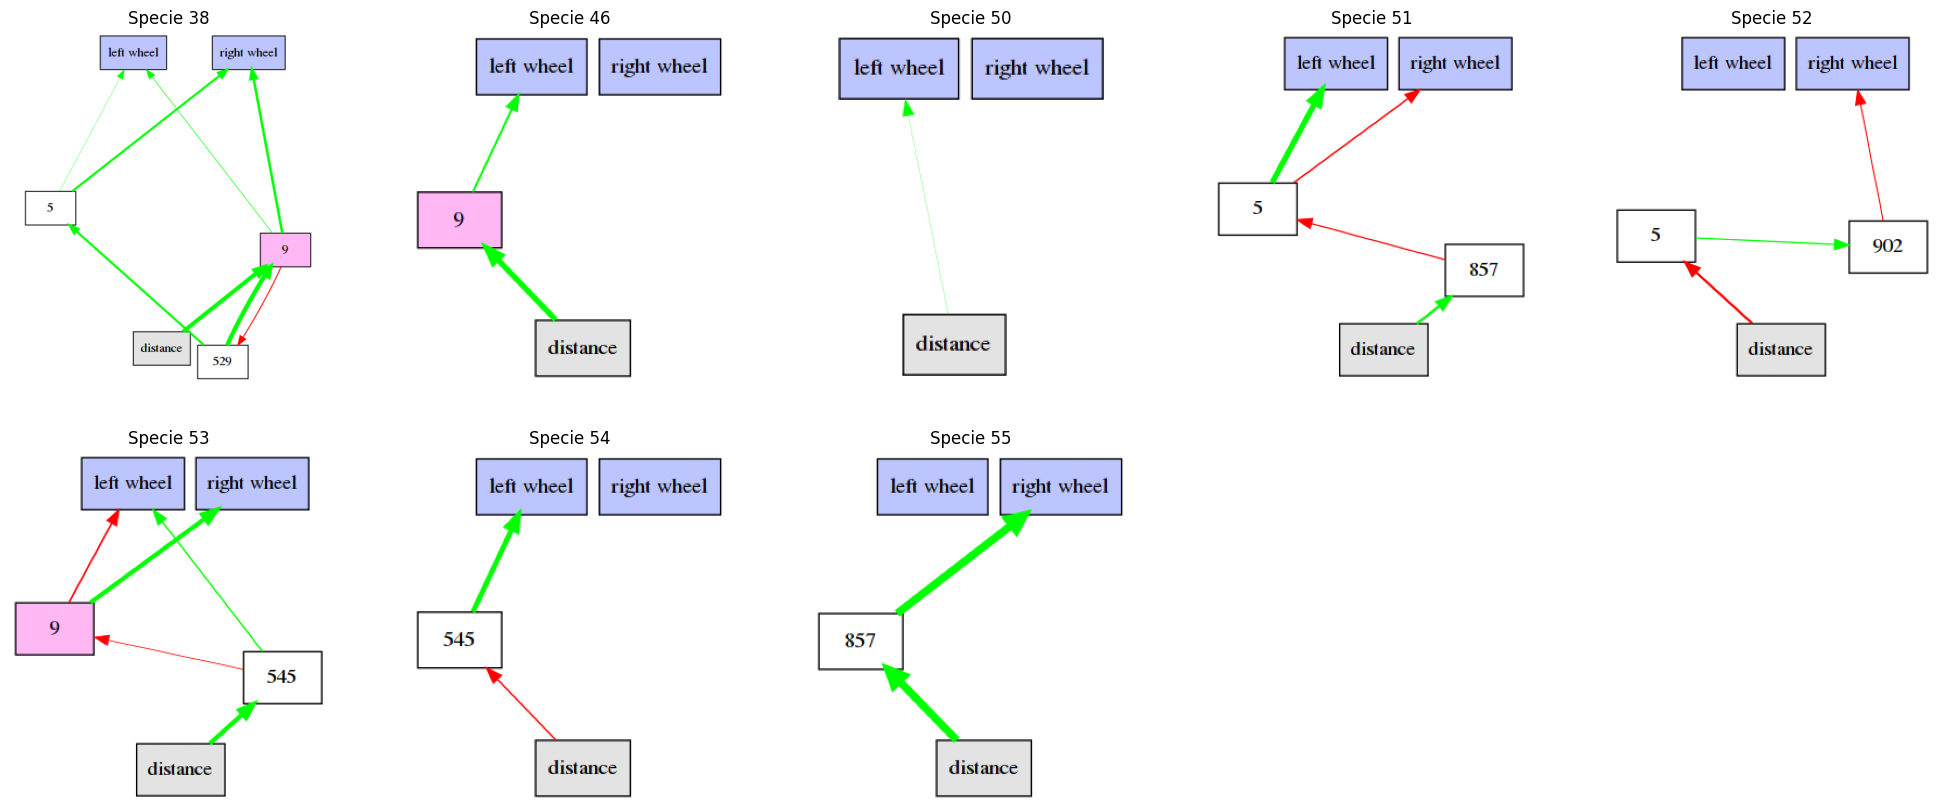 Specie 38
left wheel
right wheel
5
9
distance
529
Specie 46
left wheel
right wheel
9
distance
Specie 50
left wheel
right wheel
distance
Specie 51
left wheel
right wheel
5
857
distance
Specie 52
left wheel
right wheel
5
902
distance
Specie 53
left wheel
right wheel
9
545
distance
Specie 54
left wheel
right wheel
545
distance
Specie 55
left wheel
right wheel
857
distance